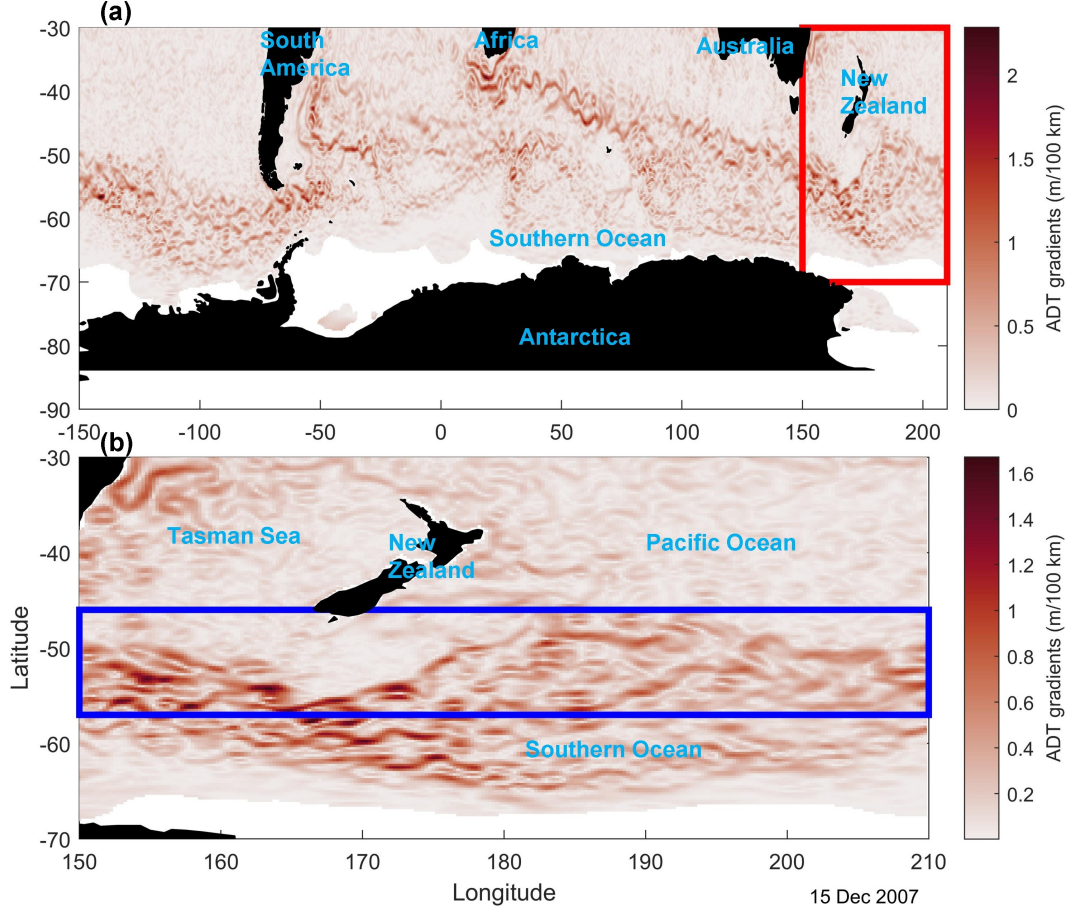 (a)
-30
-40
-50
-60
-70
-80
-90
-150
-100
-50
0
50
100
150
200
South
America
Africa
Australia
New
Zealand
Southern Ocean
Antarctica
2
1.5
1
0.5
0
ADT gradients (m/100 km)
(b)
-30
-40
-50
-60
-70
Latitude
150
160
170
180
190
200
210
Longitude
Tasman Sea
New
Zealand
Pacific Ocean
Southern Ocean
1.6
1.4
1.2
1
0.8
0.6
0.4
0.2
ADT gradients (m/100 km)
15 Dec 2007